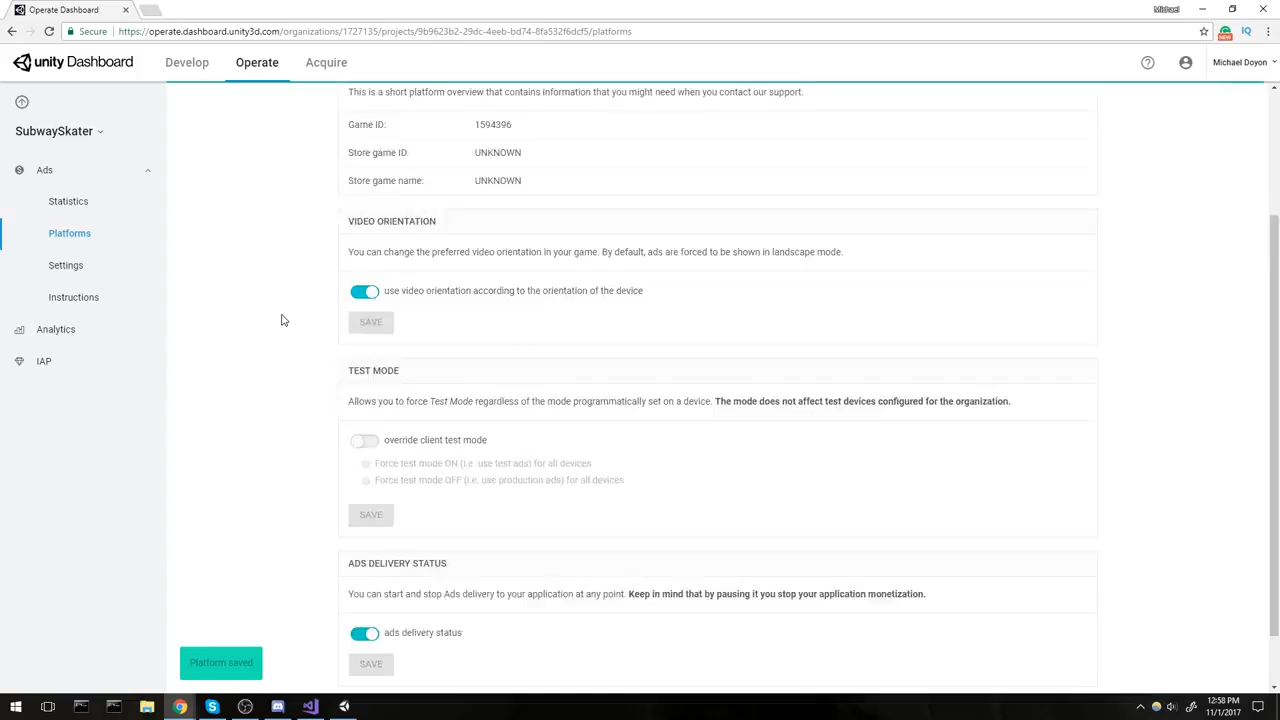 Operate Dashboard
Michael
Secure
https://operate.dashboard.unity3d.com/organizations/1727135/projects/9b9623b2-29dc-4eeb-bd74-8fa532f6dcf5/platforms
NEW
IQ
unity Dashboard
Develop
Operate
Acquire
Michael Doyon
SubwaySkater
Ads
Statistics
Platforms
Settings
Instructions
Analytics
IAP
This is a short platform overview that contains information that you might need when you contact our support.
Game ID: 1594396
Store game ID. UNKNOWN
Store game name: UNKNOWN
VIDEO ORIENTATION
You can change the preferred video orientation in your game. By default, ads are forced to be shown in landscape mode.
use video orientation according to the orientation of the device
SAVE
TEST MODE
Allows you to force Test Mode regardless of the mode programmatically set on a device. The mode does not affect test devices configured for the organization.
override client test mode
Force test mode ON (i.e. use test ads) for all devices
Force test mode OFF (i.e. use production ads) for all devices
SAVE
ADS DELIVERY STATUS
You can start and stop Ads delivery to your application at any point. Keep in mind that by pausing it you stop your application monetization.
ads delivery status
SAVE
Platform saved
12:58 PM
11/1/2017